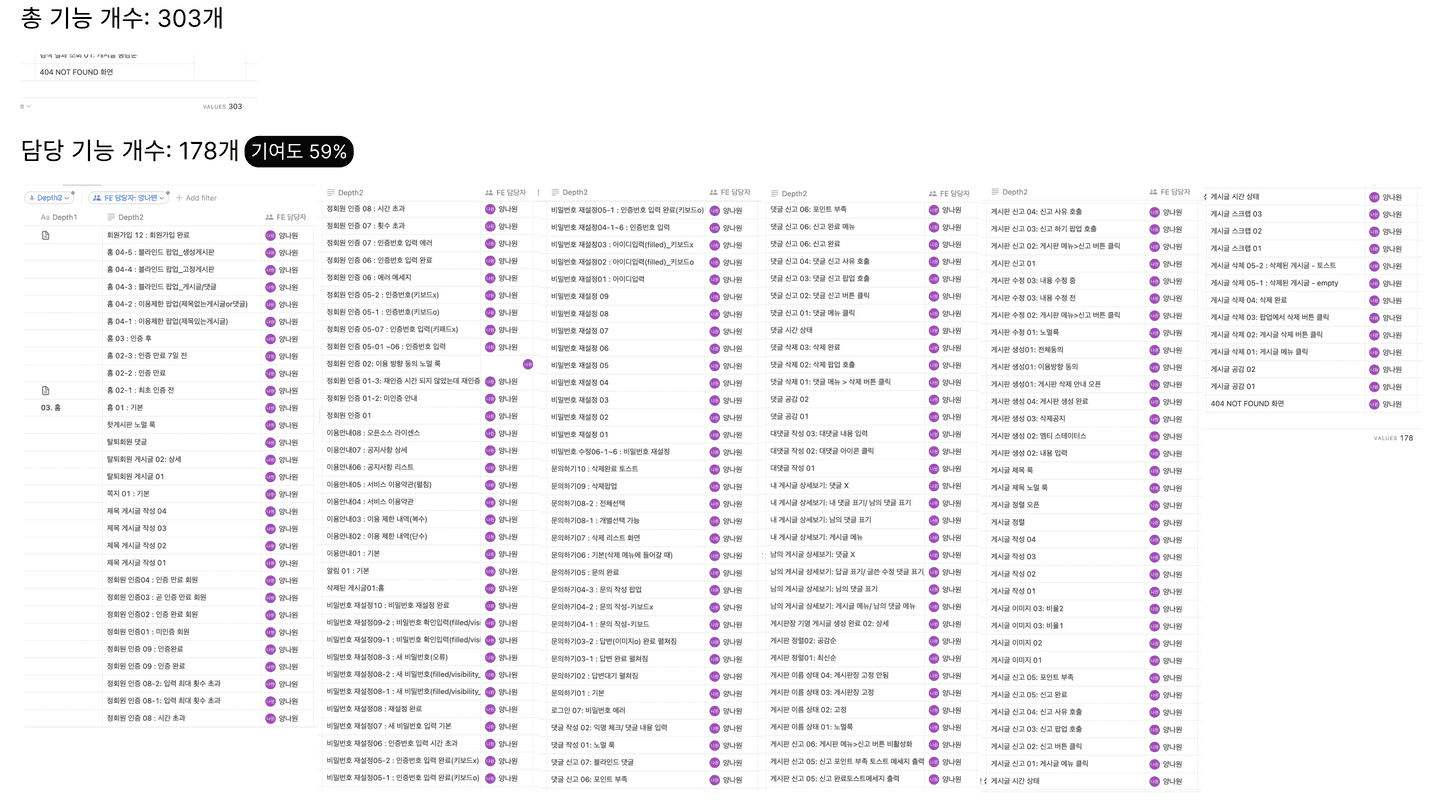 총 기능 개수: 303개
검색 결과 조회 01: 게시글 공감순
404 NOT FOUND 화면
VALUES 303
담당 기능 개수: 178개 기여도 59%
Depth2
FE 담당자: 양나원
Add filter
Aa Depth1 Depth2 FE 담당자
회원가입 12 : 회원가입 완료 양나원
홈 04-5 : 블라인드 팝업_생성게시판 양나원
홈 04-4 : 블라인드 팝업_고정게시판 양나원
홈 04-3 : 블라인드 팝업_게시글/댓글 양나원
홈 04-2 : 이용제한 팝업(제목없는게시글or댓글) 양나원
홈 04-1 : 이용제한 팝업(제목있는게시글) 양나원
홈 03 : 인증 후 양나원
홈 02-3 : 인증 만료 7일 전 양나원
홈 02-2 : 인증 만료 양나원
홈 02-1 : 최초 인증 전 양나원
03. 홈 홈 01 : 기본 양나원
핫게시판 노멀 룩 양나원
탈퇴회원 댓글 양나원
탈퇴회원 게시글 02: 상세 양나원
탈퇴회원 게시글 01 양나원
쪽지 01 : 기본 양나원
제목 게시글 작성 04 양나원
제목 게시글 작성 03 양나원
제목 게시글 작성 02 양나원
제목 게시글 작성 01 양나원
정회원 인증04 : 인증 만료 회원 양나원
정회원 인증03 : 곧 인증 만료 회원 양나원
정회원 인증02 : 인증 완료 회원 양나원
정회원 인증01 : 미인증 회원 양나원
정회원 인증 09 : 인증완료 양나원
정회원 인증 09 : 인증 완료 양나원
정회원 인증 08-2: 입력 최대 횟수 초과 양나원
정회원 인증 08-1: 입력 최대 횟수 초과 양나원
정회원 인증 08 : 시간 초과 양나원
Depth2 FE 담당자
정회원 인증 08 : 시간 초과 양나원
정회원 인증 07 : 횟수 초과 양나원
정회원 인증 07 : 인증번호 입력 에러 양나원
정회원 인증 06 : 인증번호 입력 완료 양나원
정회원 인증 06 : 에러 메세지 양나원
정회원 인증 05-2 : 인증번호(키보드x) 양나원
정회원 인증 05-1 : 인증번호(키보드o) 양나원
정회원 인증 05-07 : 인증번호 입력(키패드x) 양나원
정회원 인증 05-01 ~06 : 인증번호 입력 양나원
정회원 인증 02: 이용 방향 동의 노멀 룩
정회원 인증 01-3: 재인증 시간 되지 않았는데 재인증 양나원
정회원 인증 01-2: 미인증 안내 양나원
정회원 인증 01 양나원
이용안내08 : 오픈소스 라이센스 양나원
이용안내07 : 공지사항 상세 양나원
이용안내06 : 공지사항 리스트 양나원
이용안내05 : 서비스 이용약관(펼침) 양나원
이용안내04 : 서비스 이용약관 양나원
이용안내03 : 이용 제한 내역(복수) 양나원
이용안내02 : 이용 제한 내역(단수) 양나원
이용안내01 : 기본 양나원
알림 01 : 기본 양나원
삭제된 게시글01:홈 양나원
비밀번호 재설정10 : 비밀번호 재설정 완료 양나원
비밀번호 재설정09-2 : 비밀번호 확인입력(filled/visi 양나원
비밀번호 재설정09-1 : 비밀번호 확인입력(filled/visi 양나원
비밀번호 재설정08-3 : 새 비밀번호(오류) 양나원
비밀번호 재설정08-2 : 새 비밀번호(filled/visibility_ 양나원
비밀번호 재설정08-1 : 새 비밀번호(filled/visibility_ 양나원
비밀번호 재설정08 : 재설정 완료 양나원
비밀번호 재설정07 : 새 비밀번호 입력 기본 양나원
비밀번호 재설정06 : 인증번호 입력 시간 초과 양나원
비밀번호 재설정05-2 : 인증번호 입력 완료(키보드x) 양나원
비밀번호 재설정05-1 : 인증번호 입력 완료(키보드o) 양나원
Depth2 FE 담당자
비밀번호 재설정05-1 : 인증번호 입력 완료(키보드o) 양나원
비밀번호 재설정04-1~6 : 인증번호 입력 양나원
비밀번호 재설정03 : 아이디입력(filled)_키보드x 양나원
비밀번호 재설정02 : 아이디입력(filled)_키보드o 양나원
비밀번호 재설정01 : 아이디입력 양나원
비밀번호 재설정 09 양나원
비밀번호 재설정 08 양나원
비밀번호 재설정 07 양나원
비밀번호 재설정 06 양나원
비밀번호 재설정 05 양나원
비밀번호 재설정 04 양나원
비밀번호 재설정 03 양나원
비밀번호 재설정 02 양나원
비밀번호 재설정 01 양나원
비밀번호 수정06-1~6 : 비밀번호 재설정 양나원
문의하기10 : 삭제완료 토스트 양나원
문의하기09 : 삭제팝업 양나원
문의하기08-2 : 전체선택 양나원
문의하기08-1 : 개별선택 가능 양나원
문의하기07 : 삭제 리스트 화면 양나원
문의하기06 : 기본(삭제 메뉴에 들어갈 때) 양나원
문의하기05 : 문의 완료 양나원
문의하기04-3 : 문의 작성 팝업 양나원
문의하기04-2 : 문의 작성-키보드x 양나원
문의하기04-1 : 문의 작성-키보드 양나원
문의하기03-2 : 답변(이미지o) 완료 펼쳐짐 양나원
문의하기03-1 : 답변 완료 펼쳐짐 양나원
문의하기02 : 답변대기 펼쳐짐 양나원
문의하기01 : 기본 양나원
로그인 07: 비밀번호 에러 양나원
댓글 작성 02: 익명 체크/ 댓글 내용 입력 양나원
댓글 작성 01: 노멀 룩 양나원
댓글 신고 07: 블라인드 댓글 양나원
댓글 신고 06: 포인트 부족 양나원
Depth2 FE 담당자
댓글 신고 06: 포인트 부족 양나원
댓글 신고 06: 신고 완료 메뉴 양나원
댓글 신고 06: 신고 완료 양나원
댓글 신고 04: 댓글 신고 사유 호출 양나원
댓글 신고 03: 댓글 신고 팝업 호출 양나원
댓글 신고 02: 댓글 신고 버튼 클릭 양나원
댓글 신고 01: 댓글 메뉴 클릭 양나원
댓글 시간 상태 양나원
댓글 삭제 03: 삭제 완료 양나원
댓글 삭제 02: 삭제 팝업 호출 양나원
댓글 삭제 01: 댓글 메뉴 > 삭제 버튼 클릭 양나원
댓글 공감 02 양나원
댓글 공감 01 양나원
대댓글 작성 03: 대댓글 내용 입력 양나원
대댓글 작성 02: 대댓글 아이콘 클릭 양나원
대댓글 작성 01 양나원
내 게시글 상세보기: 댓글 X 양나원
내 게시글 상세보기: 내 댓글 표기/ 남의 댓글 표기 양나원
내 게시글 상세보기: 남의 댓글 표기 양나원
내 게시글 상세보기: 게시글 메뉴 양나원
남의 게시글 상세보기: 댓글 X 양나원
남의 게시글 상세보기: 답글 표기/ 글쓴 수정 댓글 표기 양나원
남의 게시글 상세보기: 남의 댓글 표기 양나원
남의 게시글 상세보기: 게시글 메뉴/ 남의 댓글 메뉴 양나원
게시판장 기명 게시글 생성 완료 02: 상세 양나원
게시판 정렬02: 공감순 양나원
게시판 정렬01: 최신순 양나원
게시판 이름 상태 04: 게시판장 고정 안됨 양나원
게시판 이름 상태 03: 게시판장 고정 양나원
게시판 이름 상태 02: 고정 양나원
게시판 이름 상태 01: 노멀룩 양나원
게시판 신고 06: 게시판 메뉴>신고 버튼 비활성화 양나원
게시판 신고 05: 신고 포인트 부족 토스트 메세지 출력 양나원
게시판 신고 05: 신고 완료토스트메세지 출력 양나원
Depth2 FE 담당자
게시판 신고 04: 신고 사유 호출 양나원
게시판 신고 03: 신고 하기 팝업 호출 양나원
게시판 신고 02: 게시판 메뉴>신고 버튼 클릭 양나원
게시판 신고 01 양나원
게시판 수정 03: 내용 수정 중 양나원
게시판 수정 03: 내용 수정 전 양나원
게시판 수정 02: 게시판 메뉴>신고 버튼 클릭 양나원
게시판 수정 01: 노멀룩 양나원
게시판 생성01: 전체동의 양나원
게시판 생성01: 이용방향 동의 양나원
게시판 생성01: 게시판 삭제 안내 오픈 양나원
게시판 생성 04: 게시판 생성 완료 양나원
게시판 생성 03: 삭제공지 양나원
게시판 생성 02: 엠티 스테이터스 양나원
게시판 생성 02: 내용 입력 양나원
게시글 제목 룩 양나원
게시글 제목 노멀 룩 양나원
게시글 정렬 오픈 양나원
게시글 정렬 양나원
게시글 작성 04 양나원
게시글 작성 03 양나원
게시글 작성 02 양나원
게시글 작성 01 양나원
게시글 이미지 03: 비율2 양나원
게시글 이미지 03: 비율1 양나원
게시글 이미지 02 양나원
게시글 이미지 01 양나원
게시글 신고 05: 포인트 부족 양나원
게시글 신고 05: 신고 완료 양나원
게시글 신고 04: 신고 사유 호출 양나원
게시글 신고 03: 신고 팝업 호출 양나원
게시글 신고 02: 신고 버튼 클릭 양나원
게시글 신고 01: 게시글 메뉴 클릭 양나원
게시글 시간 상태 양나원
게시글 시간 상태 양나원
게시글 스크랩 03 양나원
게시글 스크랩 02 양나원
게시글 스크랩 01 양나원
게시글 삭제 05-2 : 삭제된 게시글 - 토스트 양나원
게시글 삭제 05-1 : 삭제된 게시글 - empty 양나원
게시글 삭제 04: 삭제 완료 양나원
게시글 삭제 03: 팝업에서 삭제 버튼 클릭 양나원
게시글 삭제 02: 게시글 삭제 버튼 클릭 양나원
게시글 삭제 01: 게시글 메뉴 클릭 양나원
게시글 공감 02 양나원
게시글 공감 01 양나원
404 NOT FOUND 화면 양나원
VALUES 178